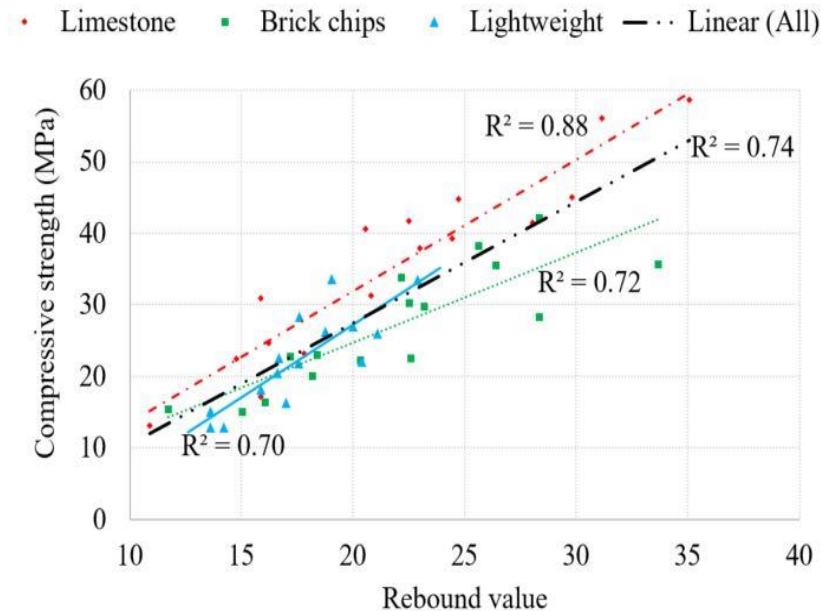 Limestone Brick chips Lightweight Linear (All)
60
50
40
30
20
10
0
10 15 20 25 30 35 40
Compressive strength (MPa)
Rebound value
R² = 0.88
R² = 0.74
R² = 0.72
R² = 0.70